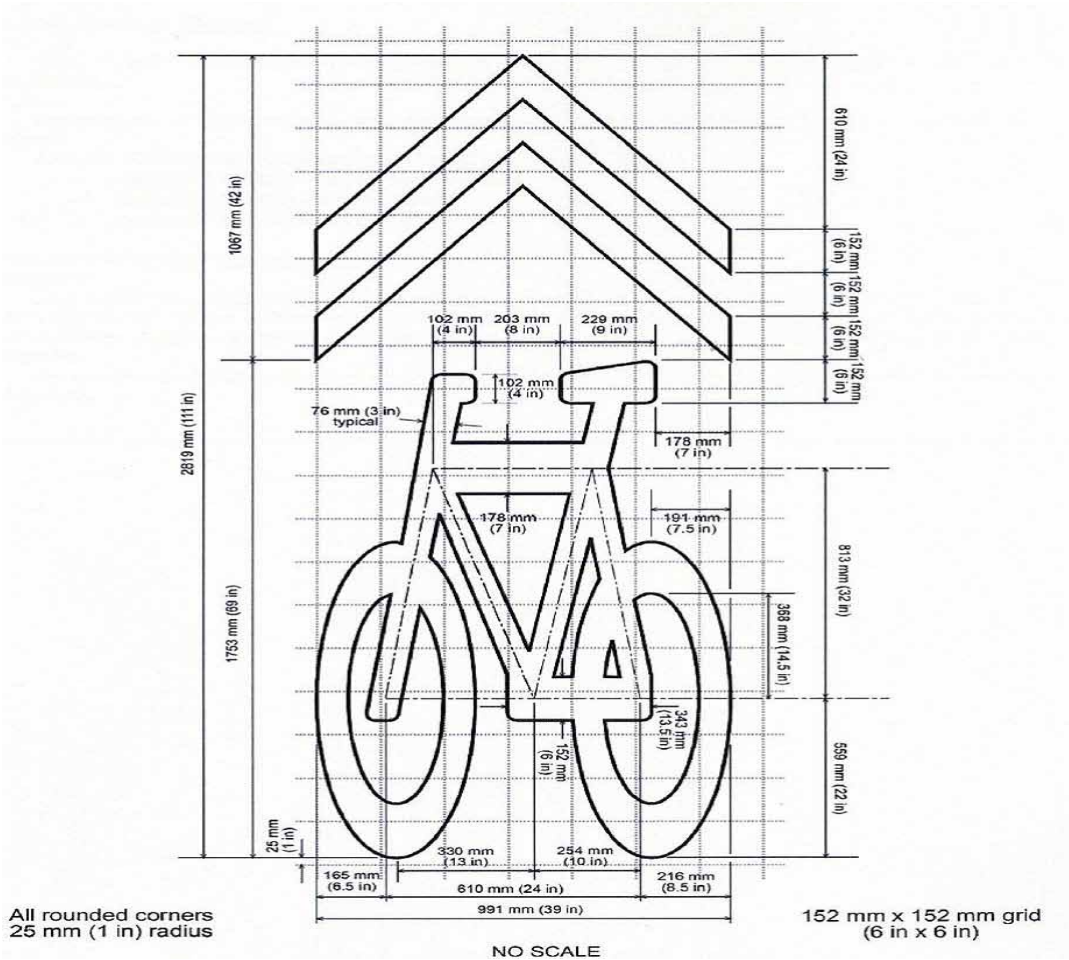 610 mm (24 in)
1067 mm (42 in)
152 mm
(6 in)
152 mm
(6 in)
152 mm
(6 in)
152 mm
(6 in)
102 mm
(4 in)
203 mm
(8 in)
229 mm
(9 in)
102 mm
(4 in)
76 mm (3 in)
typical
178 mm
(7 in)
2819 mm (111 in)
178 mm
(7 in)
191 mm
(7.5 in)
813 mm (32 in)
1753 mm (69 in)
368 mm (14.5 in)
343 mm
(13.5 in)
152 mm
(6 in)
559 mm (22 in)
25 mm
(1 in)
330 mm
(13 in)
254 mm
(10 in)
165 mm
(6.5 in)
610 mm (24 in)
216 mm
(8.5 in)
991 mm (39 in)
All rounded corners
25 mm (1 in) radius
152 mm x 152 mm grid
(6 in x 6 in)
NO SCALE